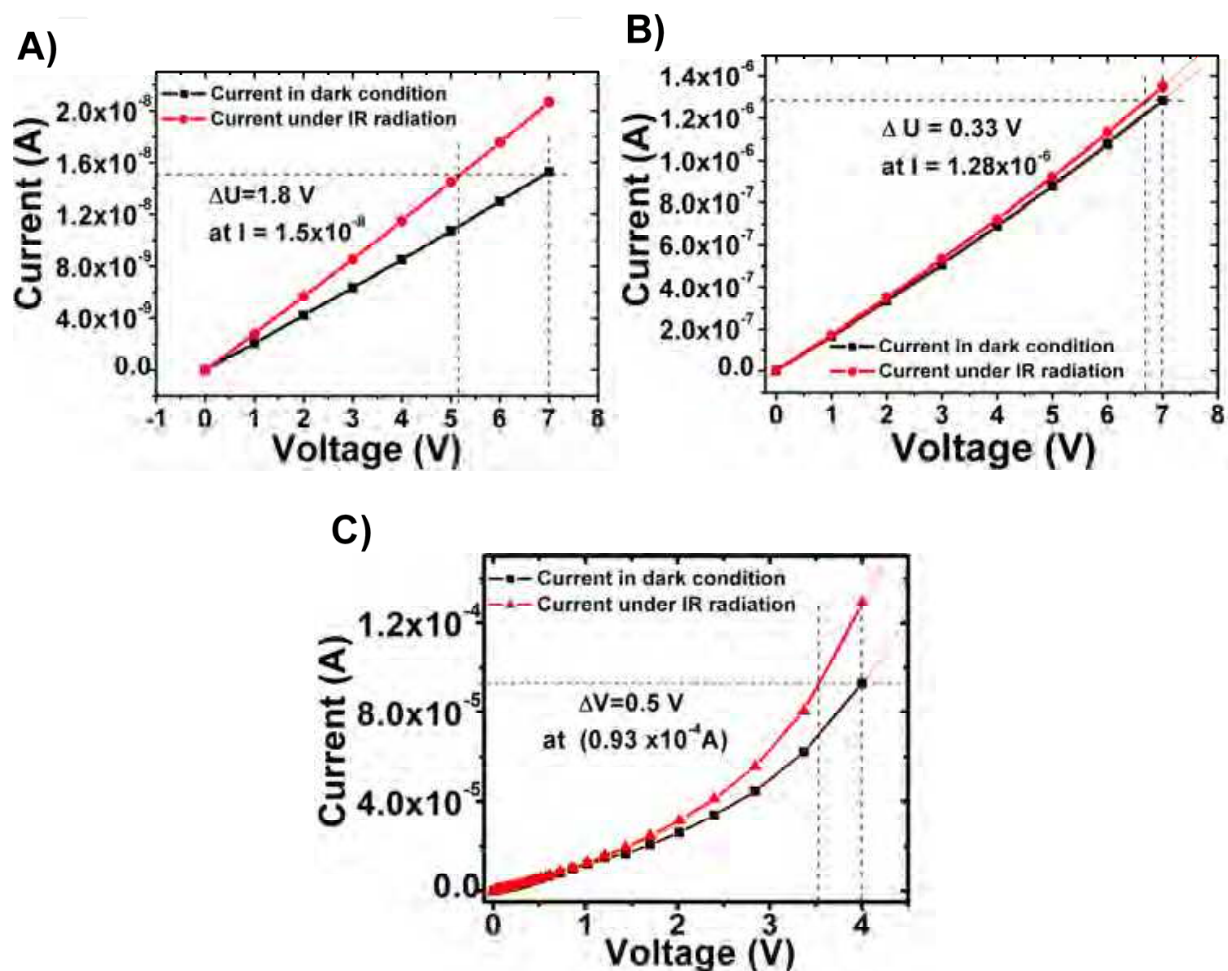 A)
Current in dark condition
Current under IR radiation
2.0x10⁻⁸
1.6x10⁻⁸
1.2x10⁻⁸
8.0x10⁻⁹
4.0x10⁻⁹
0.0
Current (A)
ΔU=1.8 V
at I = 1.5x10⁻⁸
-1 0 1 2 3 4 5 6 7 8
Voltage (V)
B)
1.4x10⁻⁶
1.2x10⁻⁶
1.0x10⁻⁶
8.0x10⁻⁷
6.0x10⁻⁷
4.0x10⁻⁷
2.0x10⁻⁷
0.0
Current (A)
Δ U = 0.33 V
at I = 1.28x10⁻⁶
Current in dark condition
Current under IR radiation
0 1 2 3 4 5 6 7 8
Voltage (V)
C)
Current in dark condition
Current under IR radiation
1.2x10⁻⁴
8.0x10⁻⁵
4.0x10⁻⁵
0.0
Current (A)
ΔV=0.5 V
at (0.93 x10⁻⁴A)
0 1 2 3 4
Voltage (V)